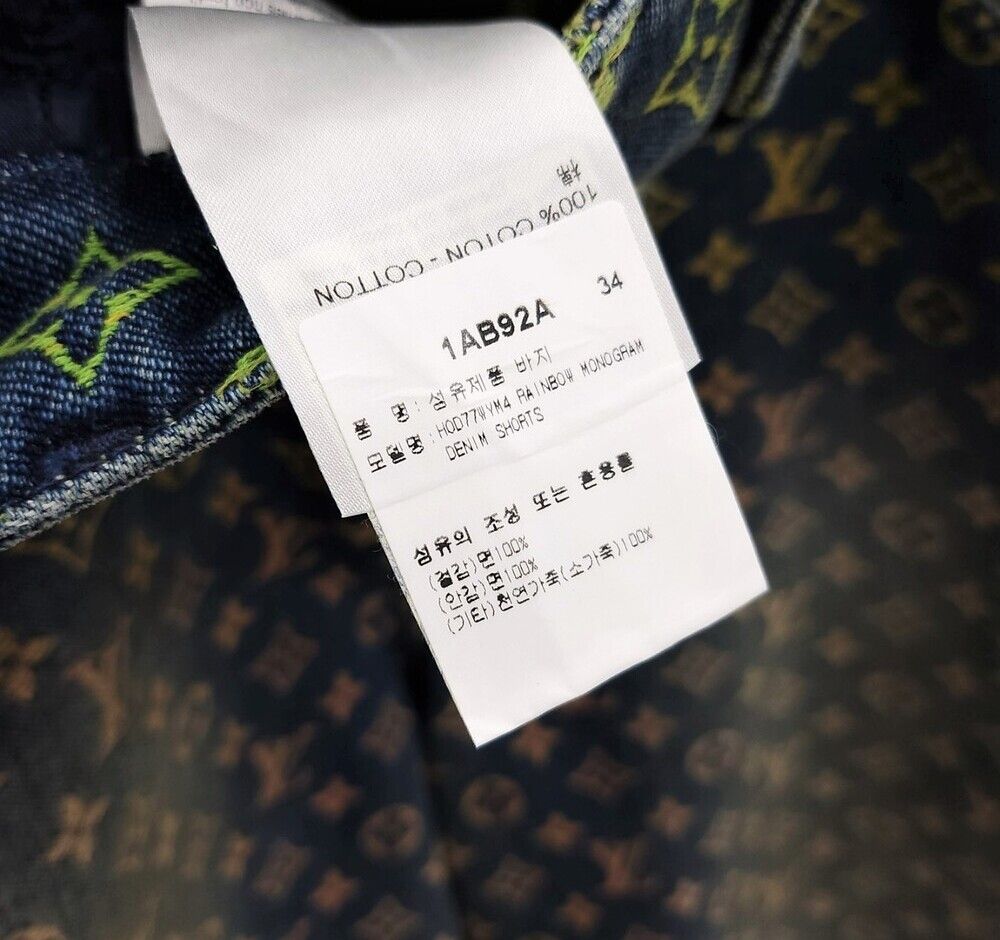 棉
100% COTON - COTTON
34
1AB92A
품 명 : 섬유제품 바지
모델명 : HOD77WYM4 RAINBOW MONOGRAM
DENIM SHORTS
섬유의 조성 또는 혼용률
(겉감)면100%
(안감)면100%
(기타)천연가죽(소가죽)100%